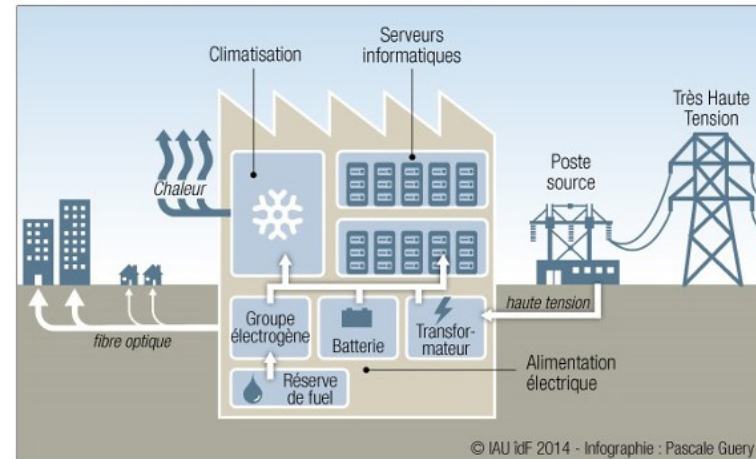 Serveurs
informatiques
Climatisation
Très Haute
Tension
Poste
source
Chaleur
haute tension
Groupe
électrogène
Batterie
Transfor-
mateur
fibre optique
Alimentation
électrique
Réserve
de fuel
© IAU îdF 2014 - Infographie : Pascale Guery